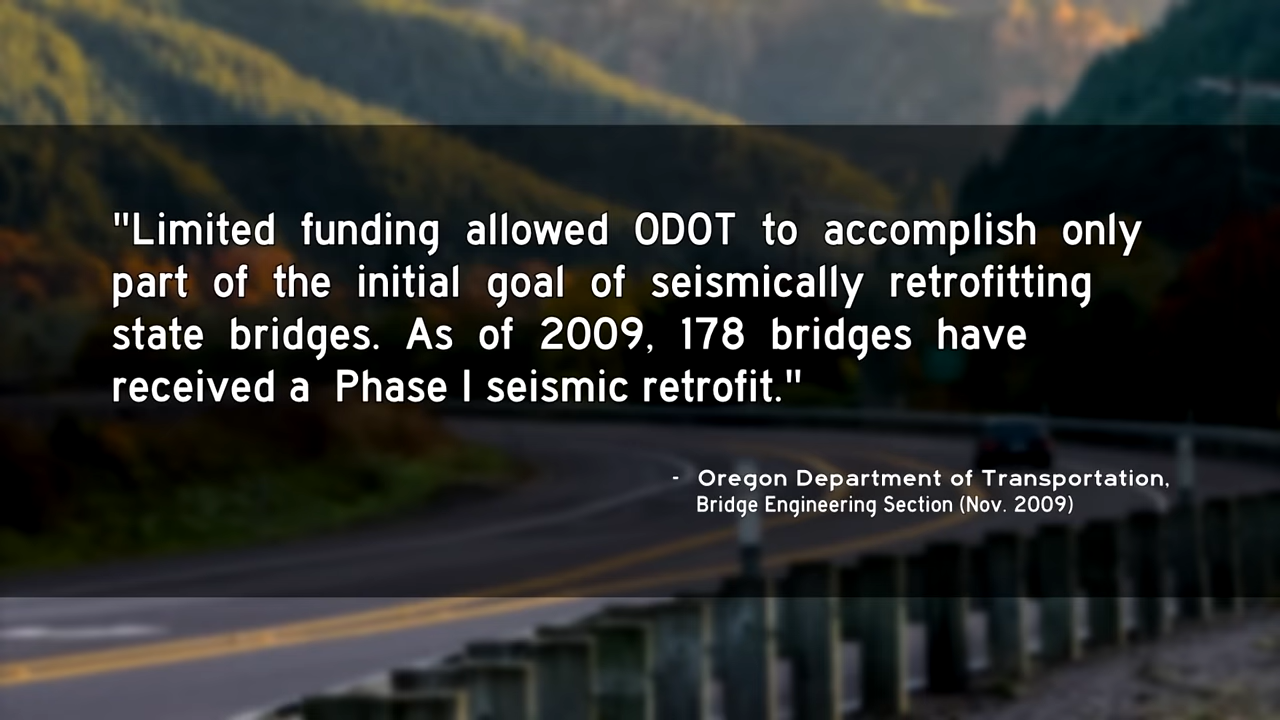 "Limited funding allowed ODOT to accomplish only
part of the initial goal of seismically retrofitting
state bridges. As of 2009, 178 bridges have
received a Phase I seismic retrofit."
- Oregon Department of Transportation,
Bridge Engineering Section (Nov. 2009)